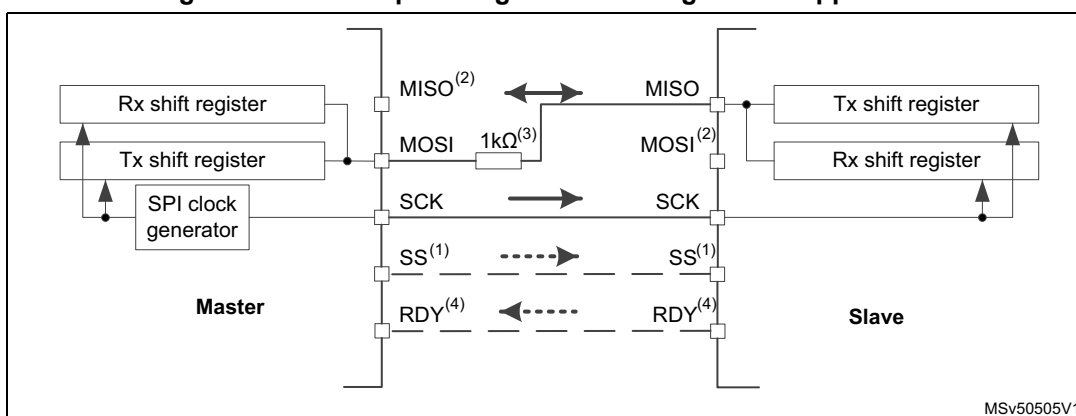 MISO(2)
MISO
Rx shift register
Tx shift register
MOSI
1kΩ(3)
MOSI(2)
Tx shift register
Rx shift register
SPI clock
generator
SCK
SCK
SS(1)
SS(1)
Master
RDY(4)
RDY(4)
Slave
MSv50505V1